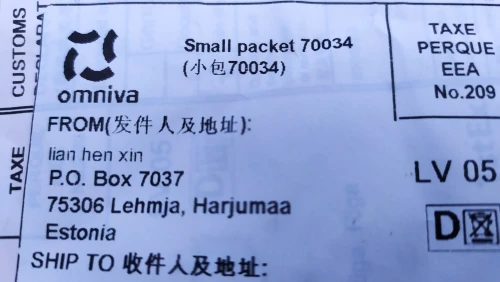 CUSTOMS
DECLARAT
TAXE
omniva
Small packet 70034
(小包70034)
TAXE
PERQUE
EEA
No.209
FROM(发件人及地址):
lian hen xin
P.O. Box 7037
75306 Lehmja, Harjumaa
Estonia
LV 05
D
SHIP TO 收件人及地址: